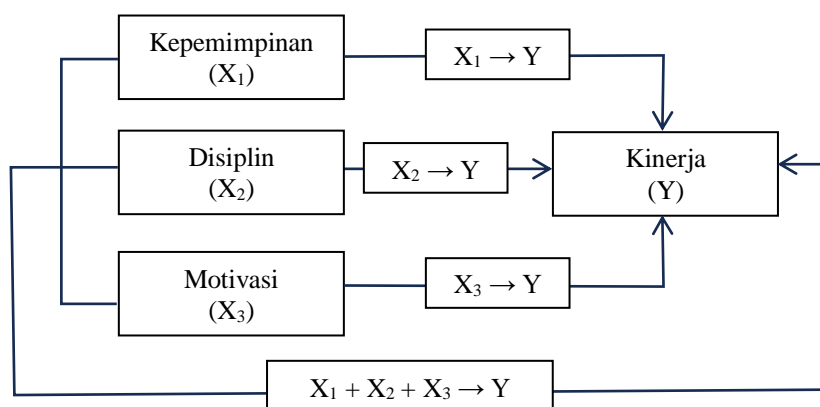 Kepemimpinan
(X₁)
X₁ → Y
Disiplin
(X₂)
X₂ → Y
Kinerja
(Y)
Motivasi
(X₃)
X₃ → Y
X₁ + X₂ + X₃ → Y